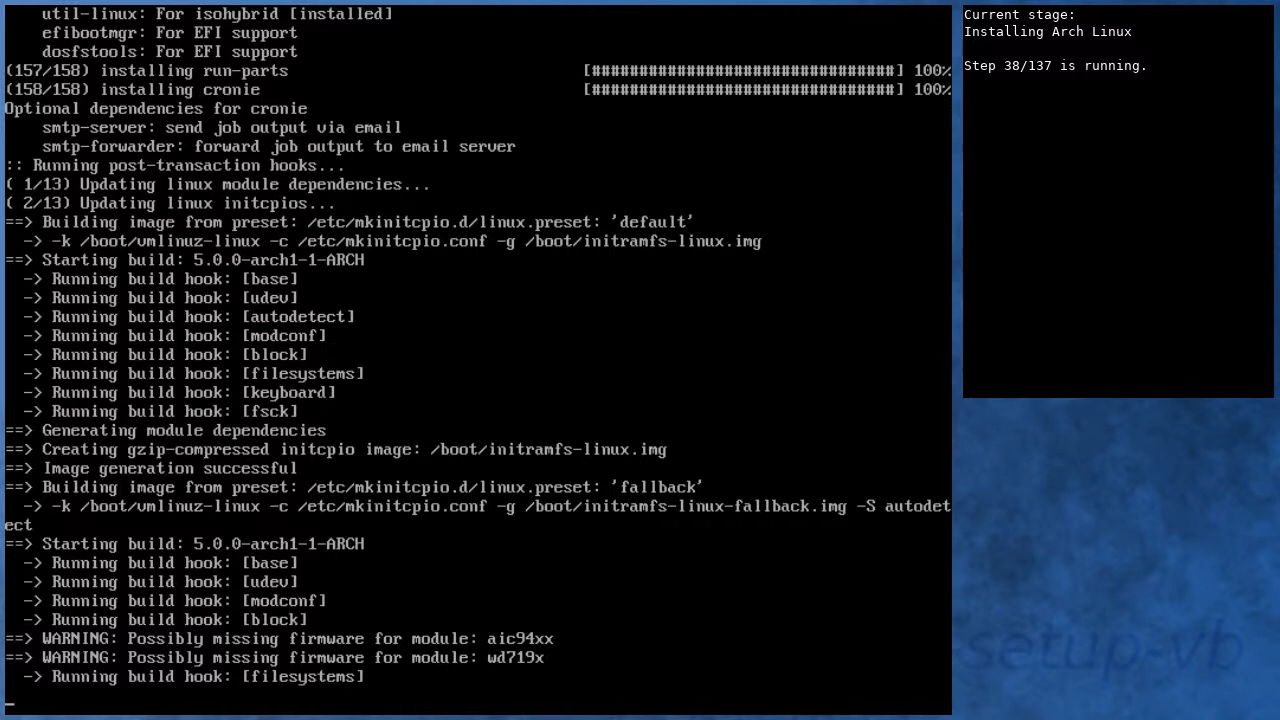 util-linux: For isohybrid [installed]
efibootmgr: For EFI support
dosfstools: For EFI support
(157/158) installing run-parts [################################] 100%
(158/158) installing cronie [################################] 100%
Optional dependencies for cronie
smtp-server: send job output via email
smtp-forwarder: forward job output to email server
:: Running post-transaction hooks...
( 1/13) Updating linux module dependencies...
( 2/13) Updating linux initcpios...
==> Building image from preset: /etc/mkinitcpio.d/linux.preset: 'default'
-> -k /boot/vmlinuz-linux -c /etc/mkinitcpio.conf -g /boot/initramfs-linux.img
==> Starting build: 5.0.0-arch1-1-ARCH
-> Running build hook: [base]
-> Running build hook: [udev]
-> Running build hook: [autodetect]
-> Running build hook: [modconf]
-> Running build hook: [block]
-> Running build hook: [filesystems]
-> Running build hook: [keyboard]
-> Running build hook: [fsck]
==> Generating module dependencies
==> Creating gzip-compressed initcpio image: /boot/initramfs-linux.img
==> Image generation successful
==> Building image from preset: /etc/mkinitcpio.d/linux.preset: 'fallback'
-> -k /boot/vmlinuz-linux -c /etc/mkinitcpio.conf -g /boot/initramfs-linux-fallback.img -S autodet
ect
==> Starting build: 5.0.0-arch1-1-ARCH
-> Running build hook: [base]
-> Running build hook: [udev]
-> Running build hook: [modconf]
-> Running build hook: [block]
==> WARNING: Possibly missing firmware for module: aic94xx
==> WARNING: Possibly missing firmware for module: wd719x
-> Running build hook: [filesystems]
_
Current stage:
Installing Arch Linux
Step 38/137 is running.
-setup-vb